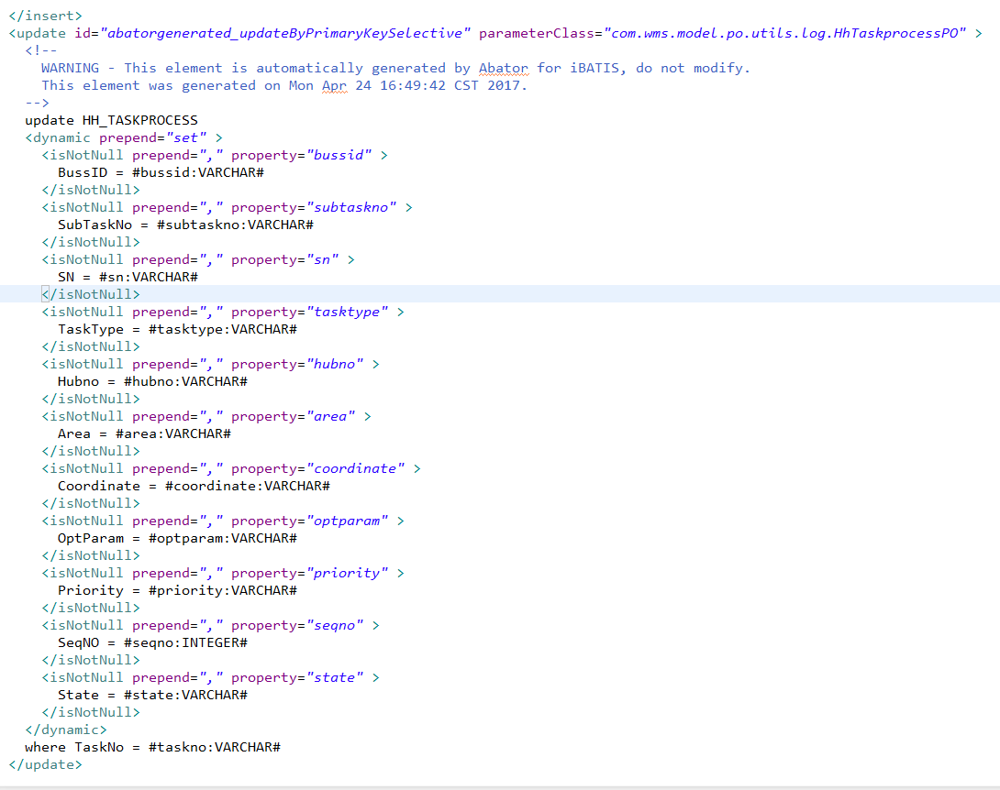 </insert>
<update id="abatorgenerated_updateByPrimaryKeySelective" parameterClass="com.wms.model.po.utils.log.HhTaskprocessPO" >
<!--
WARNING - This element is automatically generated by Abator for iBATIS, do not modify.
This element was generated on Mon Apr 24 16:49:42 CST 2017.
-->
update HH_TASKPROCESS
<dynamic prepend="set" >
<isNotNull prepend="," property="bussid" >
BussID = #bussid:VARCHAR#
</isNotNull>
<isNotNull prepend="," property="subtaskno" >
SubTaskNo = #subtaskno:VARCHAR#
</isNotNull>
<isNotNull prepend="," property="sn" >
SN = #sn:VARCHAR#
</isNotNull>
<isNotNull prepend="," property="tasktype" >
TaskType = #tasktype:VARCHAR#
</isNotNull>
<isNotNull prepend="," property="hubno" >
Hubno = #hubno:VARCHAR#
</isNotNull>
<isNotNull prepend="," property="area" >
Area = #area:VARCHAR#
</isNotNull>
<isNotNull prepend="," property="coordinate" >
Coordinate = #coordinate:VARCHAR#
</isNotNull>
<isNotNull prepend="," property="optparam" >
OptParam = #optparam:VARCHAR#
</isNotNull>
<isNotNull prepend="," property="priority" >
Priority = #priority:VARCHAR#
</isNotNull>
<isNotNull prepend="," property="seqno" >
SeqNO = #seqno:INTEGER#
</isNotNull>
<isNotNull prepend="," property="state" >
State = #state:VARCHAR#
</isNotNull>
</dynamic>
where TaskNo = #taskno:VARCHAR#
</update>